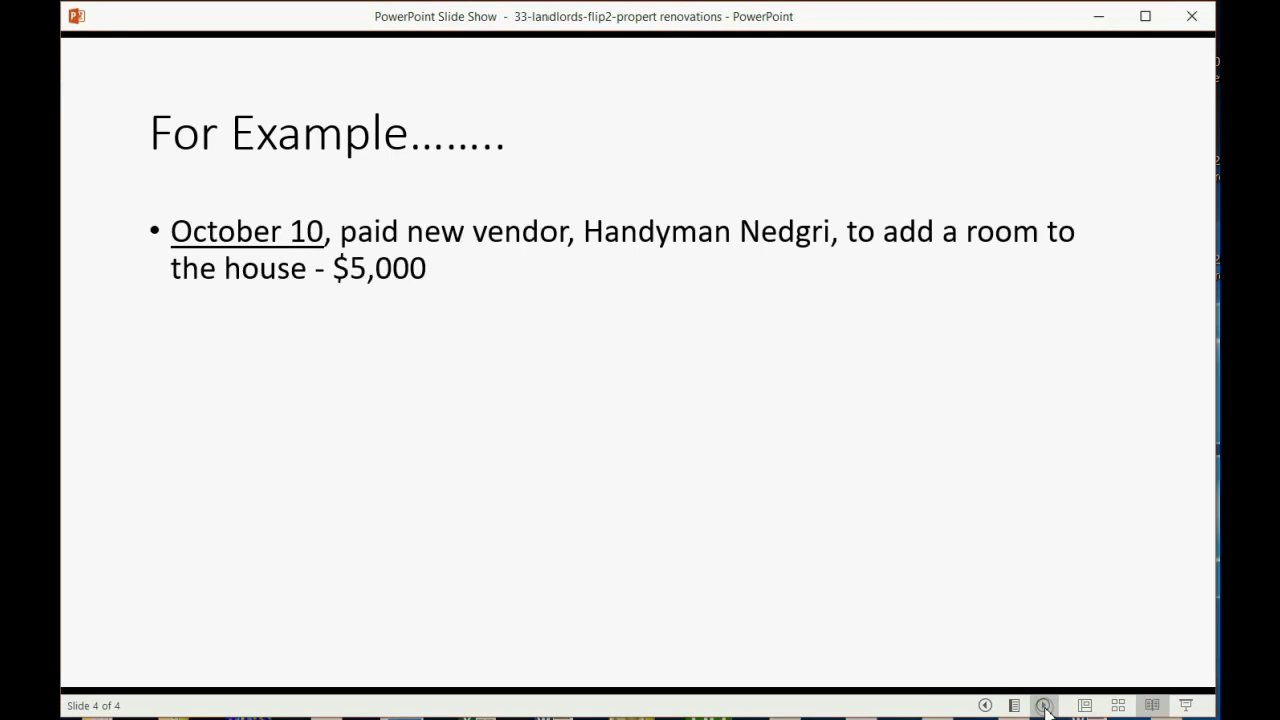 PowerPoint Slide Show - 33-landlords-flip2-propert renovations - PowerPoint
For Example........
• October 10, paid new vendor, Handyman Nedgri, to add a room to
the house - $5,000
Slide 4 of 4